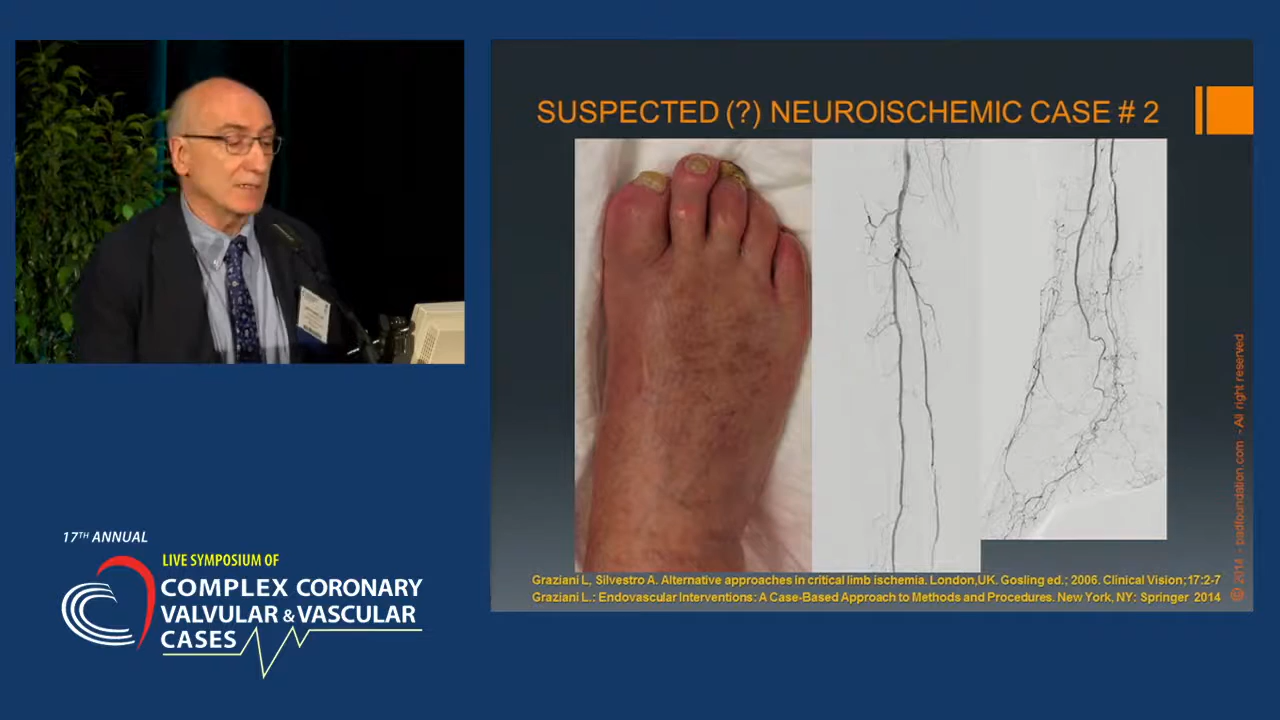 SUSPECTED (?) NEUROISCHEMIC CASE # 2
Graziani L, Silvestro A. Alternative approaches in critical limb ischemia. London,UK. Gosling ed.; 2006. Clinical Vision;17:2-7
Graziani L.: Endovascular Interventions: A Case-Based Approach to Methods and Procedures. New York, NY: Springer 2014
© 2014 - badfoundation.com - All right reserved
17TH ANNUAL
LIVE SYMPOSIUM OF
COMPLEX CORONARY
VALVULAR & VASCULAR
CASES